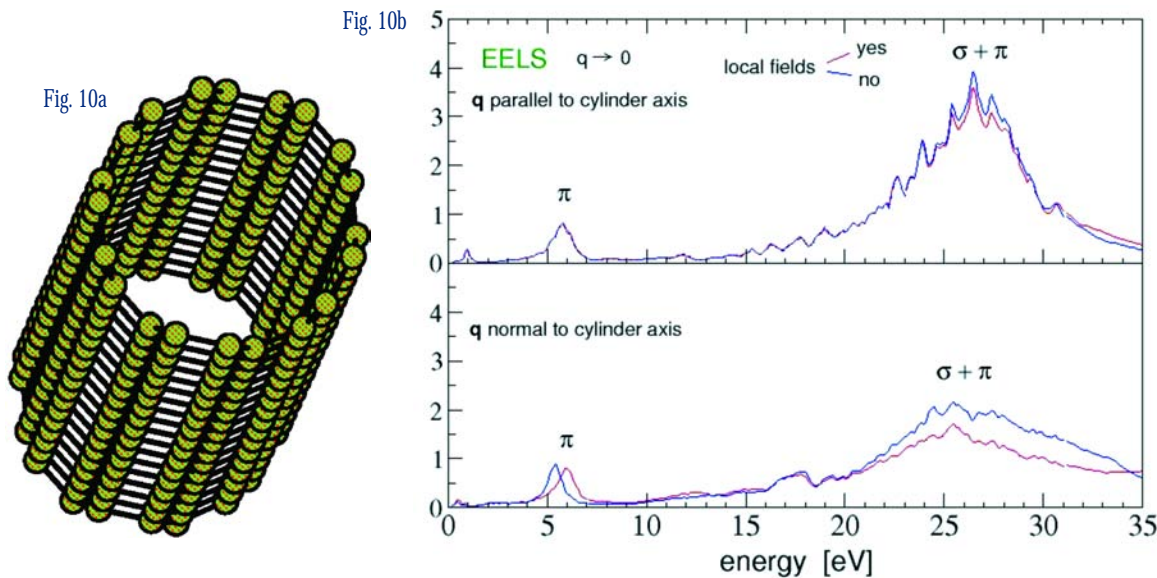 Fig. 10a
Fig. 10b
EELS q → 0
local fields yes
no
σ + π
q parallel to cylinder axis
π
5
4
3
2
1
0
q normal to cylinder axis
σ + π
π
4
3
2
1
0
0 5 10 15 20 25 30 35
energy [eV]